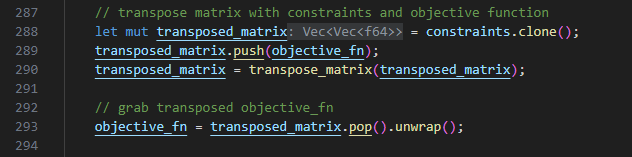 287 // transpose matrix with constraints and objective function
288 let mut transposed_matrix: Vec<Vec<f64>> = constraints.clone();
289 transposed_matrix.push(objective_fn);
290 transposed_matrix = transpose_matrix(transposed_matrix);
291
292 // grab transposed objective_fn
293 objective_fn = transposed_matrix.pop().unwrap();
294